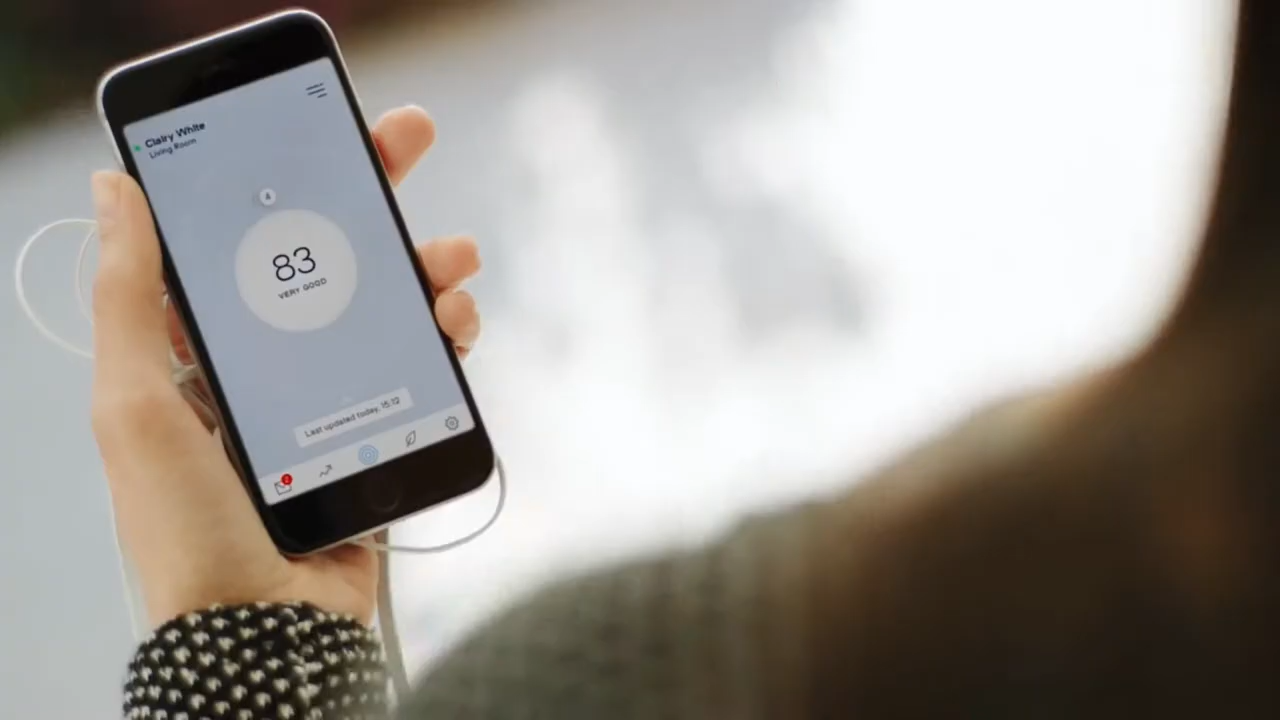 Clairy White
Living Room
83
VERY GOOD
Last updated today, 15:12